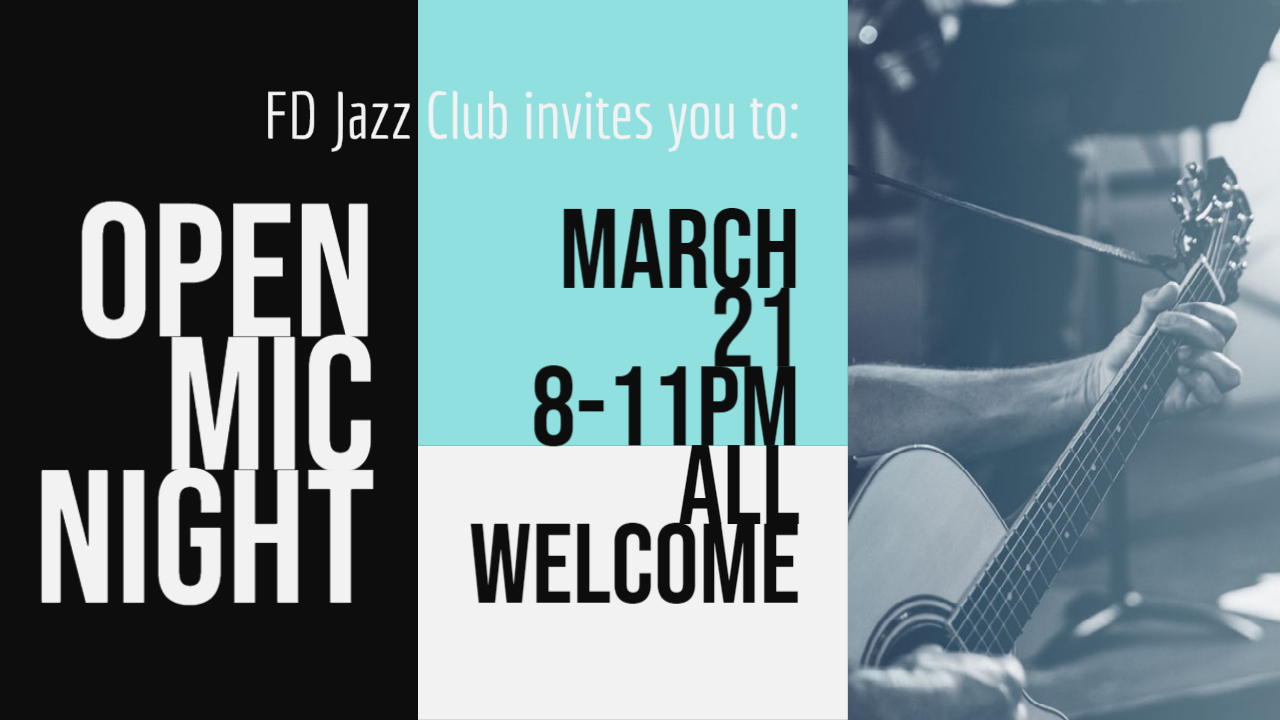 FD Jazz Club invites you to:
OPEN
MIC
NIGHT
MARCH
21
8-11PM
ALL
WELCOME